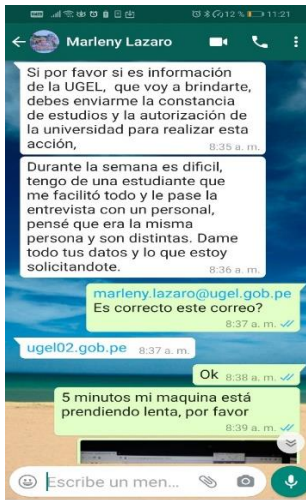 12 %
11:21
Marleny Lazaro
Si por favor si es información
de la UGEL, que voy a brindarte,
debes enviarme la constancia
de estudios y la autorización de
la universidad para realizar esta
acción,
8:35 a. m.
Durante la semana es dificil,
tengo de una estudiante que
me facilitó todo y le pase la
entrevista con un personal,
pensé que era la misma
persona y son distintas. Dame
todo tus datos y lo que estoy
solicitandote.
8:36 a. m.
marleny.lazaro@ugel.gob.pe
Es correcto este correo?
8:37 a. m.
ugel02.gob.pe 8:37 a. m.
Ok 8:38 a. m.
5 minutos mi maquina está
prendiendo lenta, por favor
8:39 a. m.
Escribe un men...